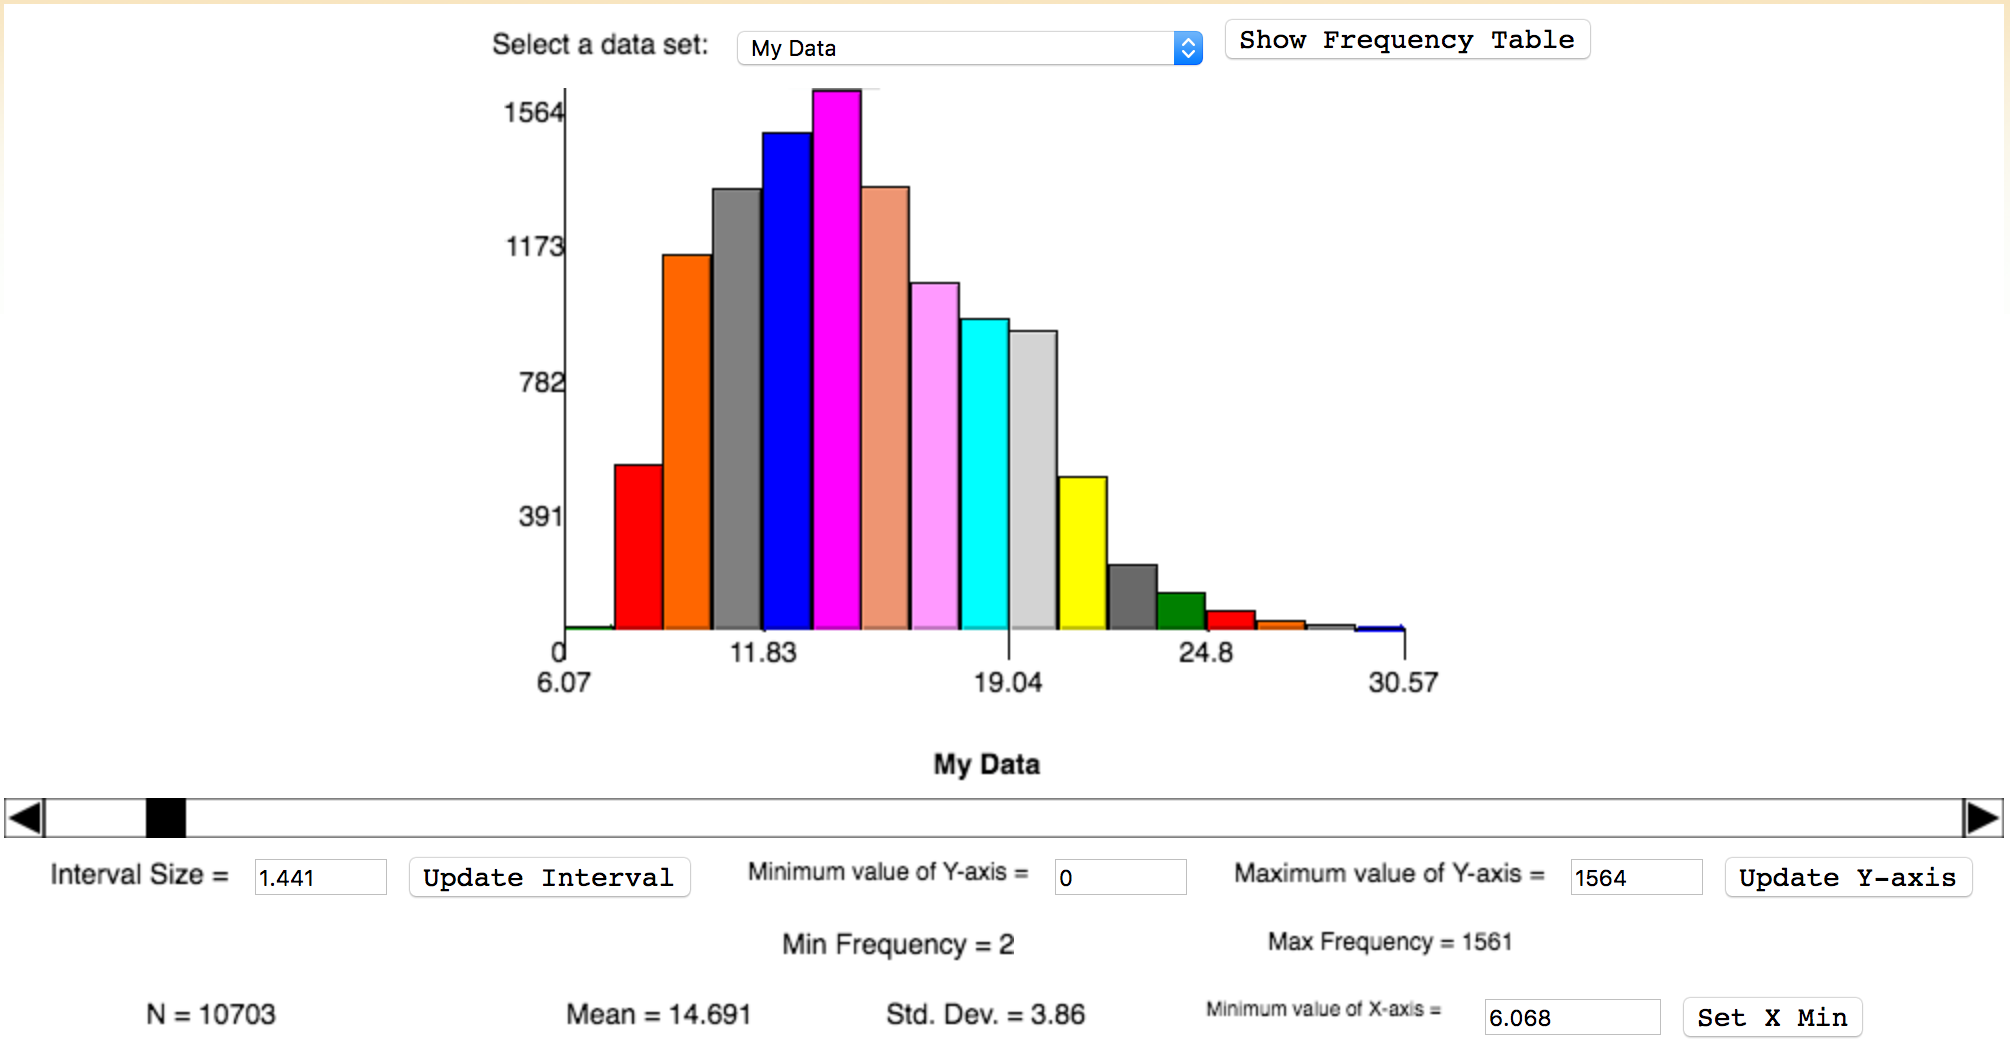 Select a data set: My Data Show Frequency Table
1564
1173
782
391
0 11.83 24.8
6.07 19.04 30.57
My Data
Interval Size = 1.441 Update Interval Minimum value of Y-axis = 0 Maximum value of Y-axis = 1564 Update Y-axis
Min Frequency = 2 Max Frequency = 1561
N = 10703 Mean = 14.691 Std. Dev. = 3.86 Minimum value of X-axis = 6.068 Set X Min